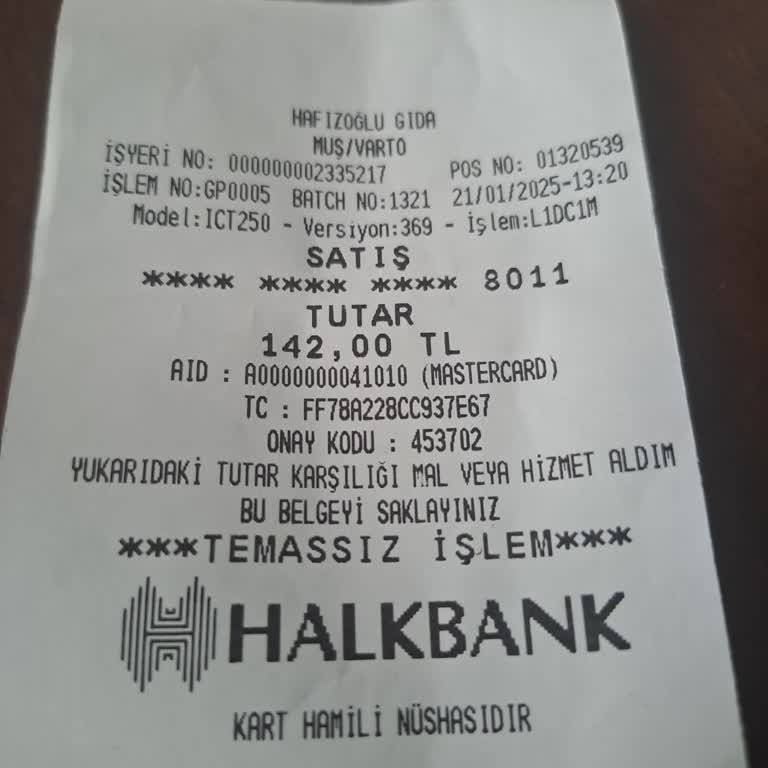 HAFIZOĞLU GIDA
MUŞ/VARTO
İŞYERİ NO: 000000002335217 POS NO: 01320539
İŞLEM NO:GP0005 BATCH NO:1321 21/01/2025-13:20
Model:ICT250 - Versiyon:369 - İşlem:L1DC1M
SATIŞ
**** **** **** 8011
TUTAR
142,00 TL
AID : A0000000041010 (MASTERCARD)
TC : FF78A228CC937E67
ONAY KODU : 453702
YUKARIDAKİ TUTAR KARŞILIĞI MAL VEYA HİZMET ALDIM
BU BELGEYİ SAKLAYINIZ
***TEMASSIZ İŞLEM***
HALKBANK
KART HAMİLİ NÜSHASIDIR